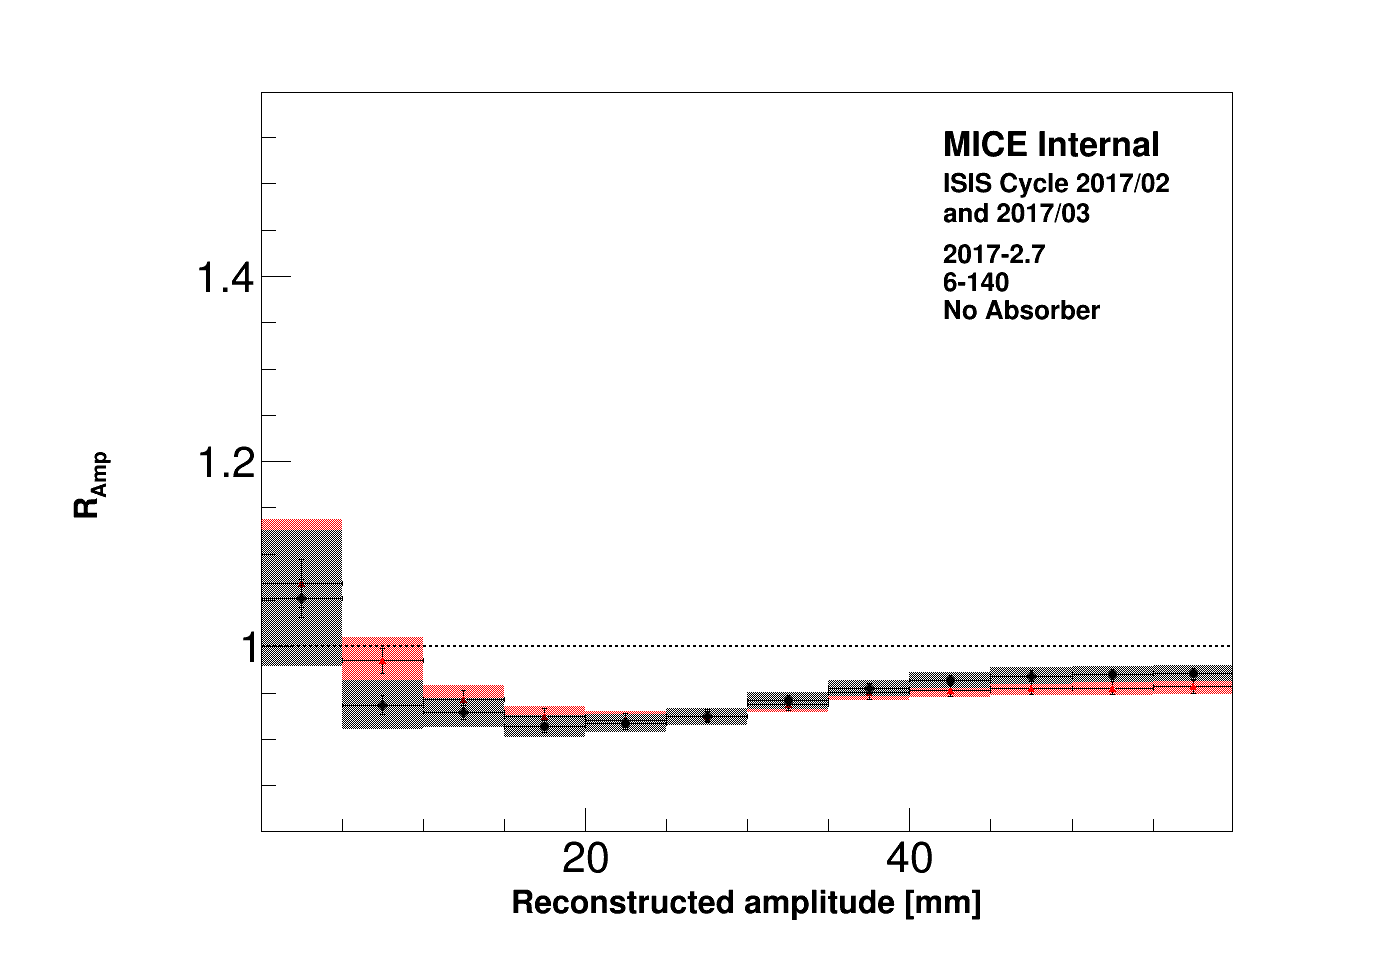 MICE Internal
ISIS Cycle 2017/02
and 2017/03
2017-2.7
6-140
No Absorber
1.4
1.2
1
R_Amp
20
40
Reconstructed amplitude [mm]